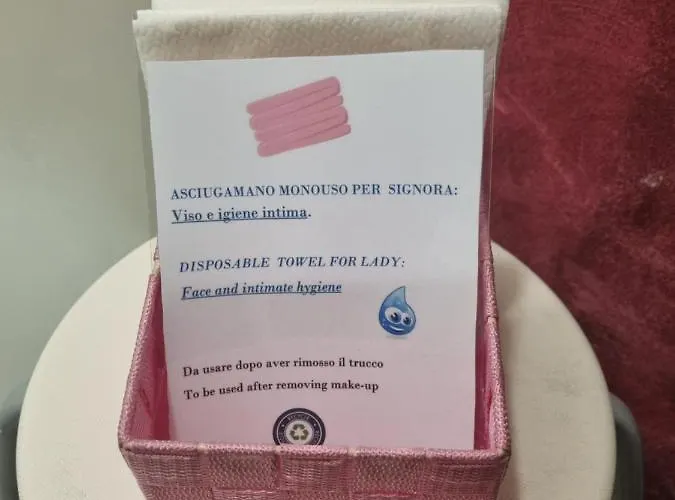 ASCIUGAMANO MONOUSO PER SIGNORA:
Viso e igiene intima.
DISPOSABLE TOWEL FOR LADY:
Face and intimate hygiene
Da usare dopo aver rimosso il trucco
To be used after removing make-up
RECYCLE